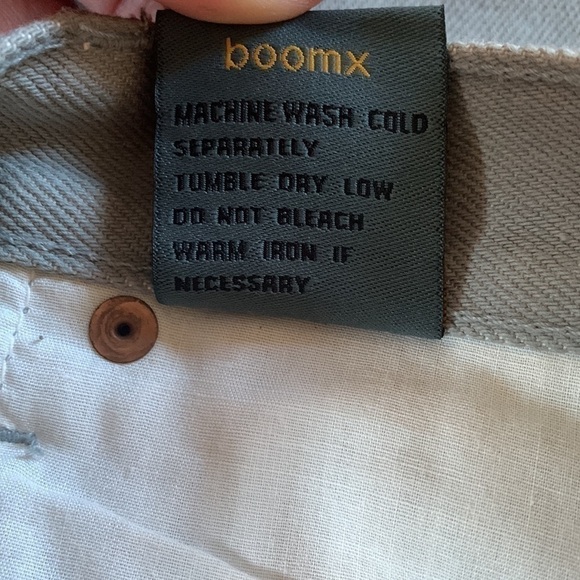 boomx
MACHINE WASH COLD
SEPARATELY
TUMBLE DRY LOW
DO NOT BLEACH
WARM IRON IF
NECESSARY